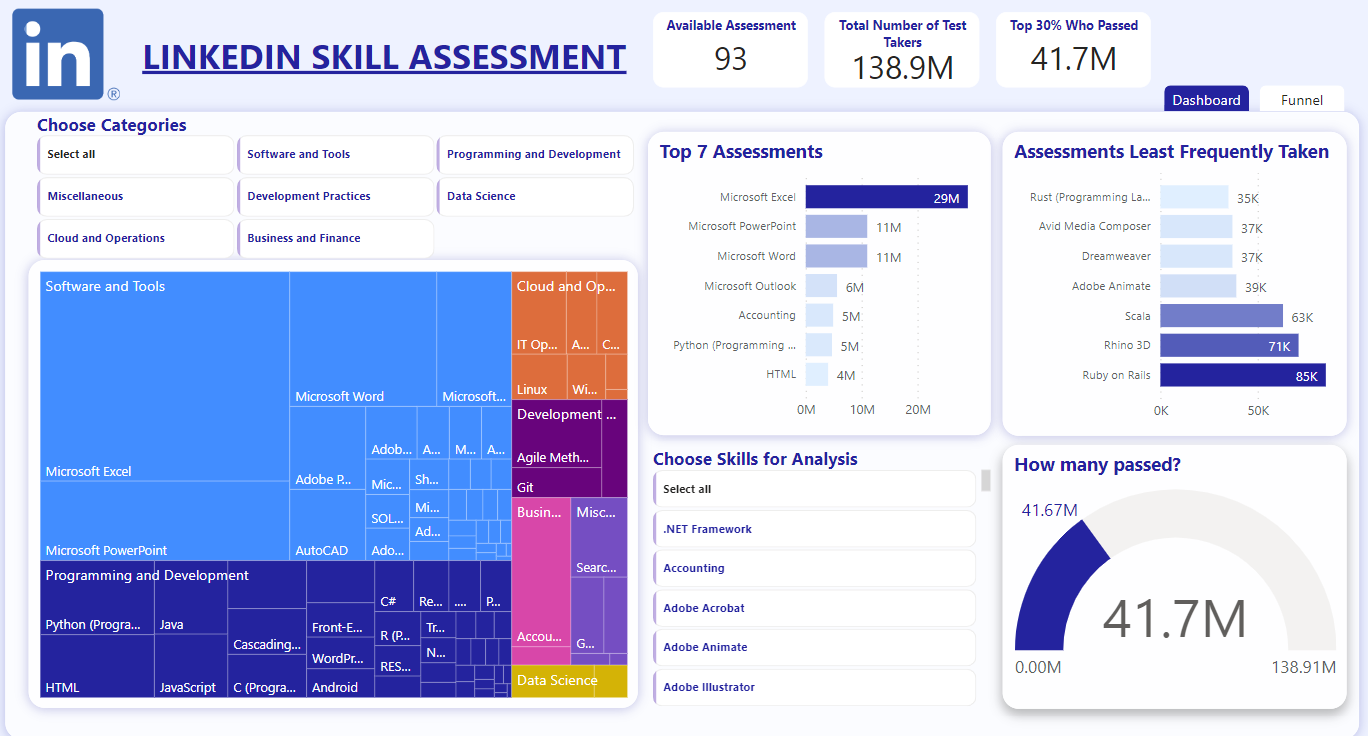 in
®
LINKEDIN SKILL ASSESSMENT
Available Assessment
93
Total Number of Test
Takers
138.9M
Top 30% Who Passed
41.7M
Dashboard
Funnel
Choose Categories
Select all
Software and Tools
Programming and Development
Miscellaneous
Development Practices
Data Science
Cloud and Operations
Business and Finance
Software and Tools
Microsoft Excel
Microsoft PowerPoint
Microsoft Word
Microsoft...
Adobe P...
AutoCAD
Adob...
A...
M...
A...
Mic...
Sh...
SOL...
Mi...
Ado...
Ad...
Programming and Development
Python (Progra...
HTML
Java
JavaScript
Cascading...
C (Progra...
Front-E...
WordPr...
Android
C#
Re...
....
P...
R (P...
Tr...
RES...
N...
Cloud and Op...
IT Op...
A...
C...
Linux
Wi...
Development ...
Agile Meth...
Git
Busin...
Accou...
Misc...
Searc...
G...
Data Science
Top 7 Assessments
Microsoft Excel
29M
Microsoft PowerPoint
11M
Microsoft Word
11M
Microsoft Outlook
6M
Accounting
5M
Python (Programming ...
5M
HTML
4M
0M
10M
20M
Assessments Least Frequently Taken
Rust (Programming La...
35K
Avid Media Composer
37K
Dreamweaver
37K
Adobe Animate
39K
Scala
63K
Rhino 3D
71K
Ruby on Rails
85K
0K
50K
Choose Skills for Analysis
Select all
.NET Framework
Accounting
Adobe Acrobat
Adobe Animate
Adobe Illustrator
How many passed?
41.67M
41.7M
0.00M
138.91M